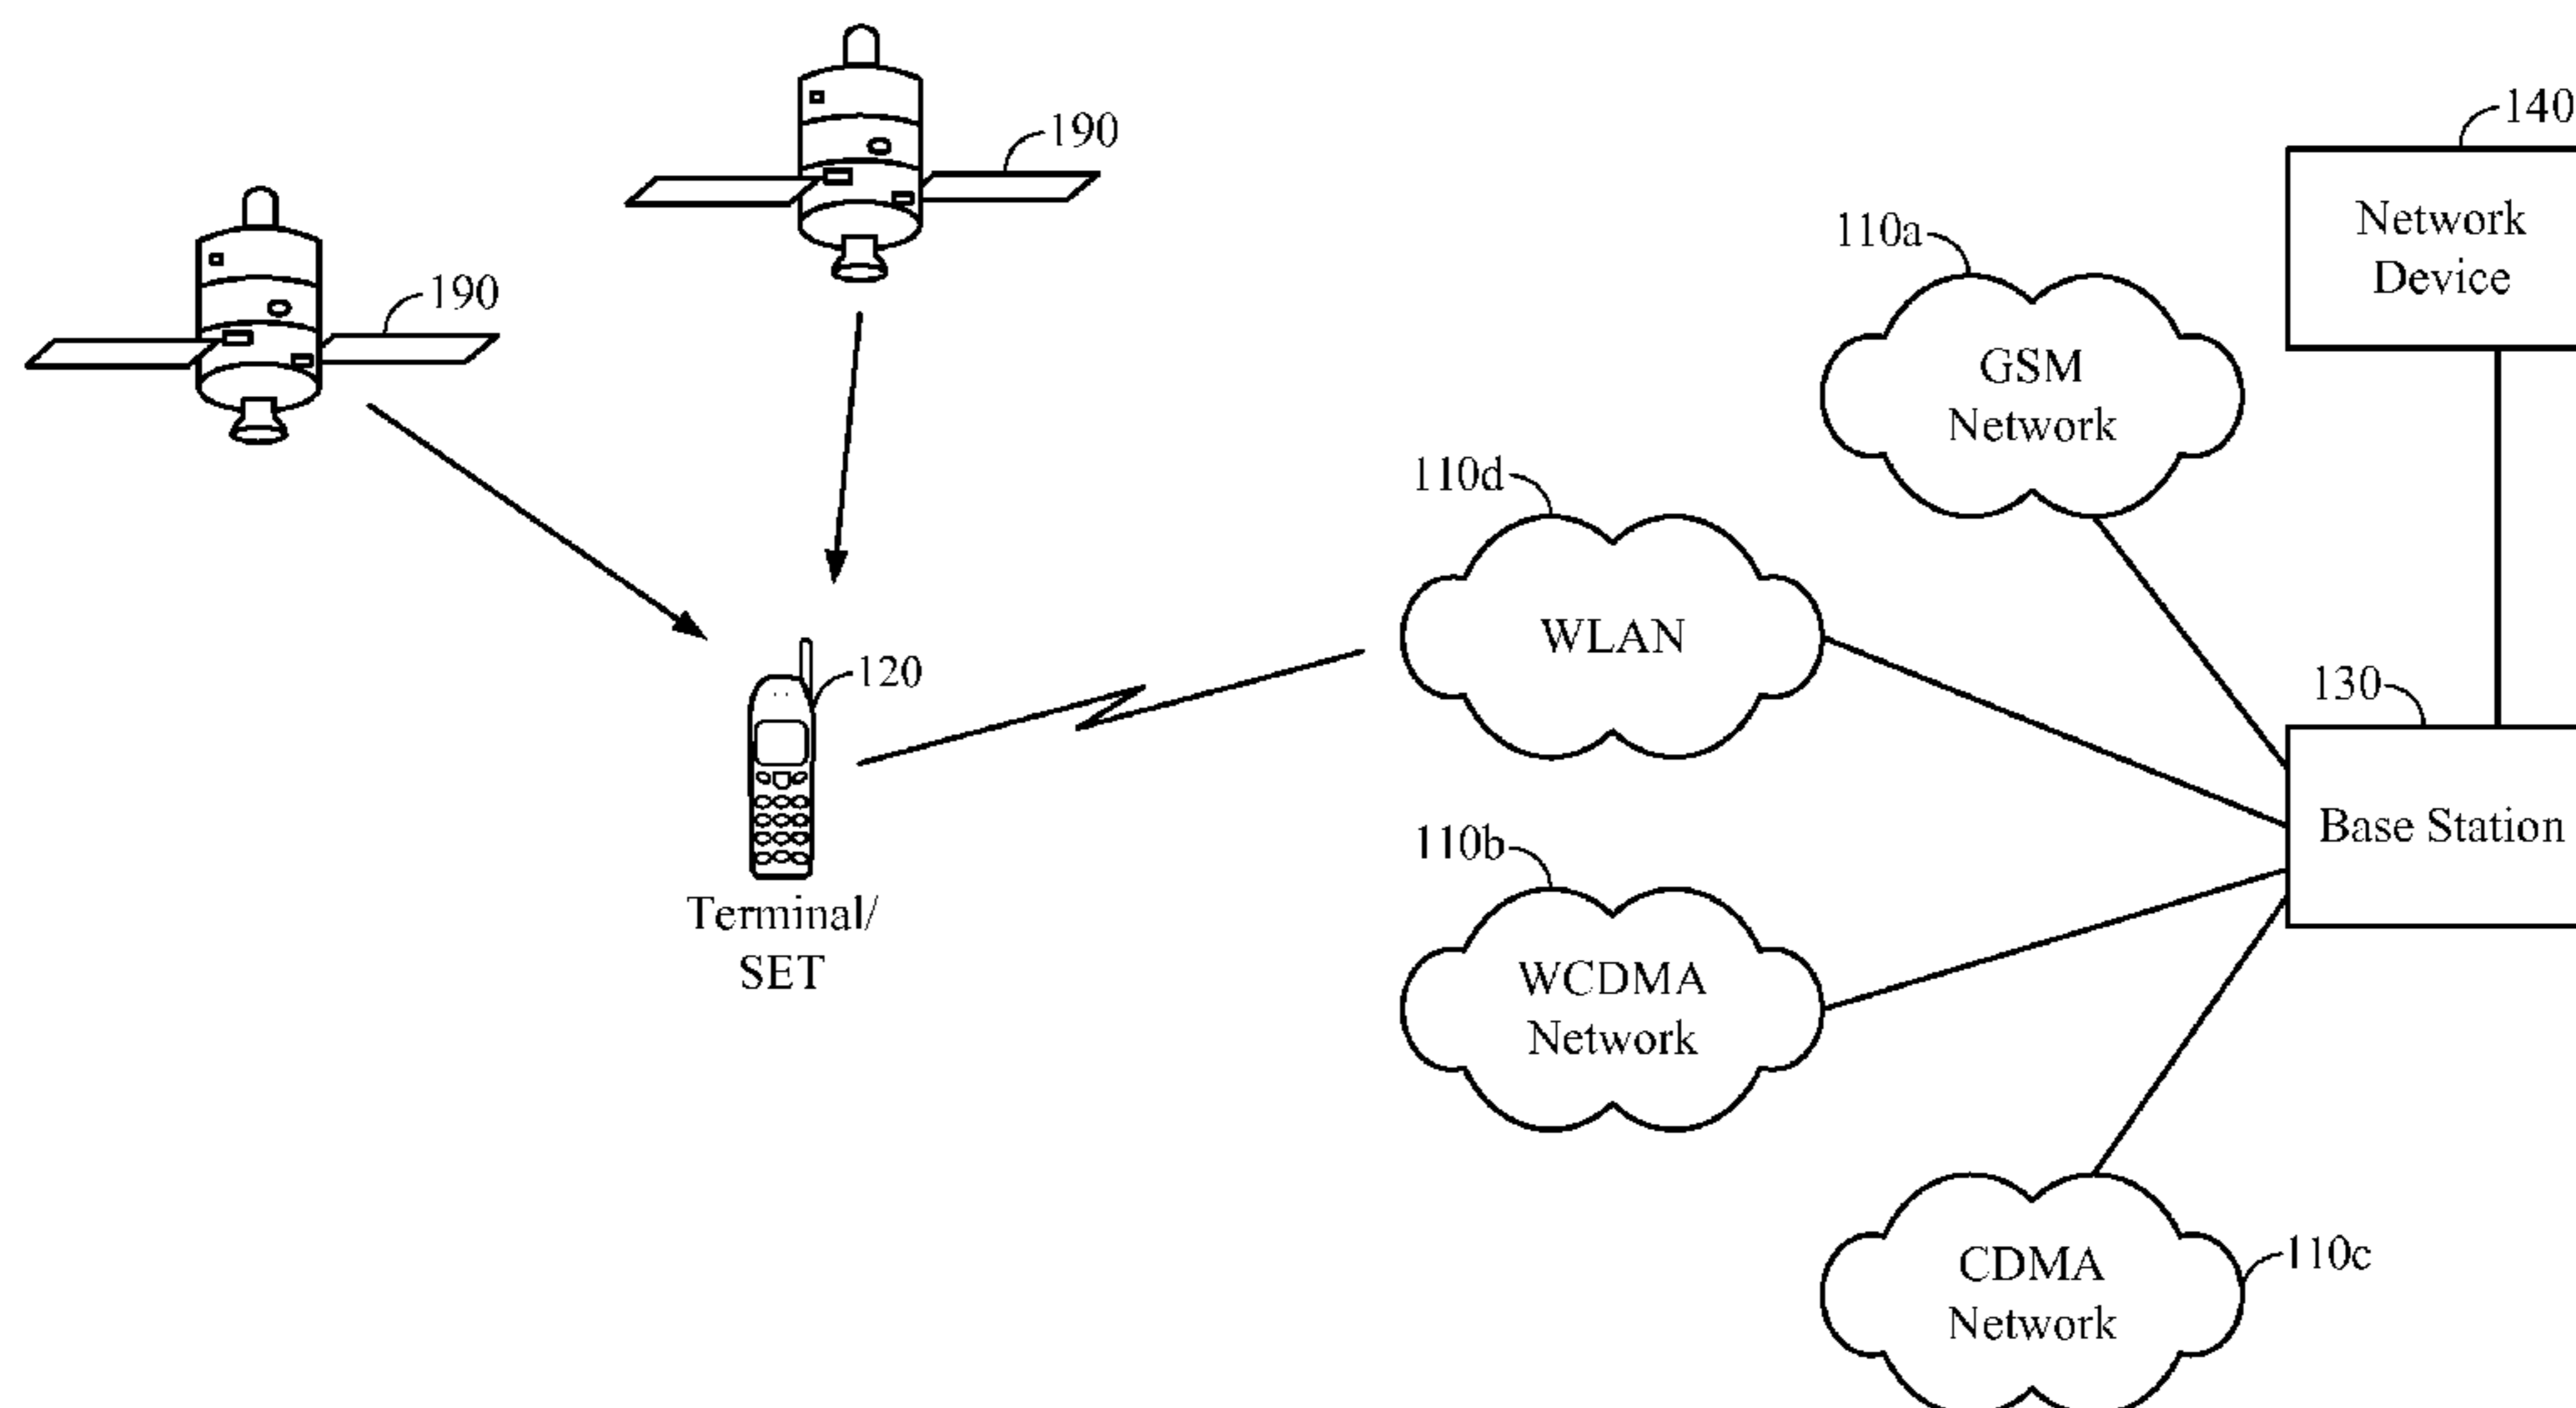 190
190
140
Network
Device
110a
GSM
Network
110d
WLAN
130
Base Station
120
Terminal/
SET
110b
WCDMA
Network
110c
CDMA
Network